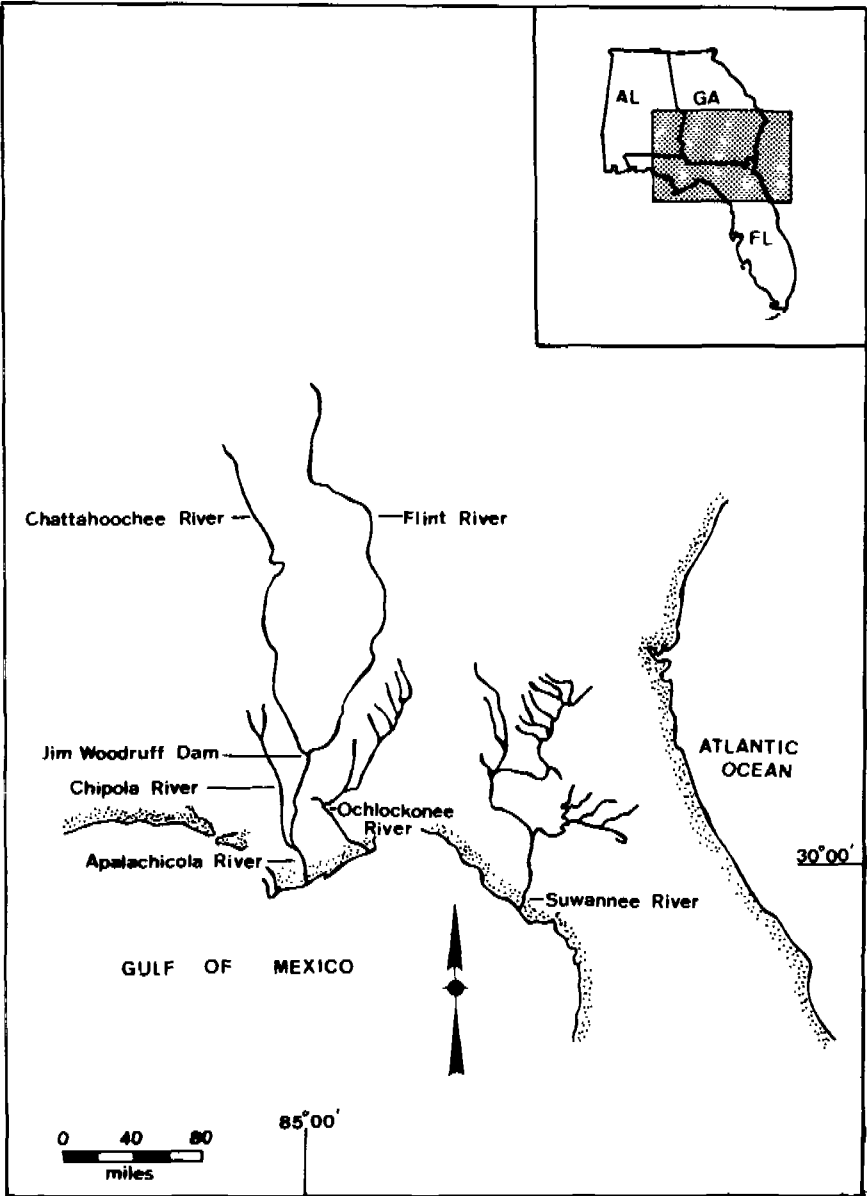 AL
GA
FL
Chattahoochee River
Flint River
Jim Woodruff Dam
Chipola River
Ochlockonee
River
Apalachicola River
Suwannee River
ATLANTIC
OCEAN
30°00'
GULF OF MEXICO
85°00'
0 40 80
miles